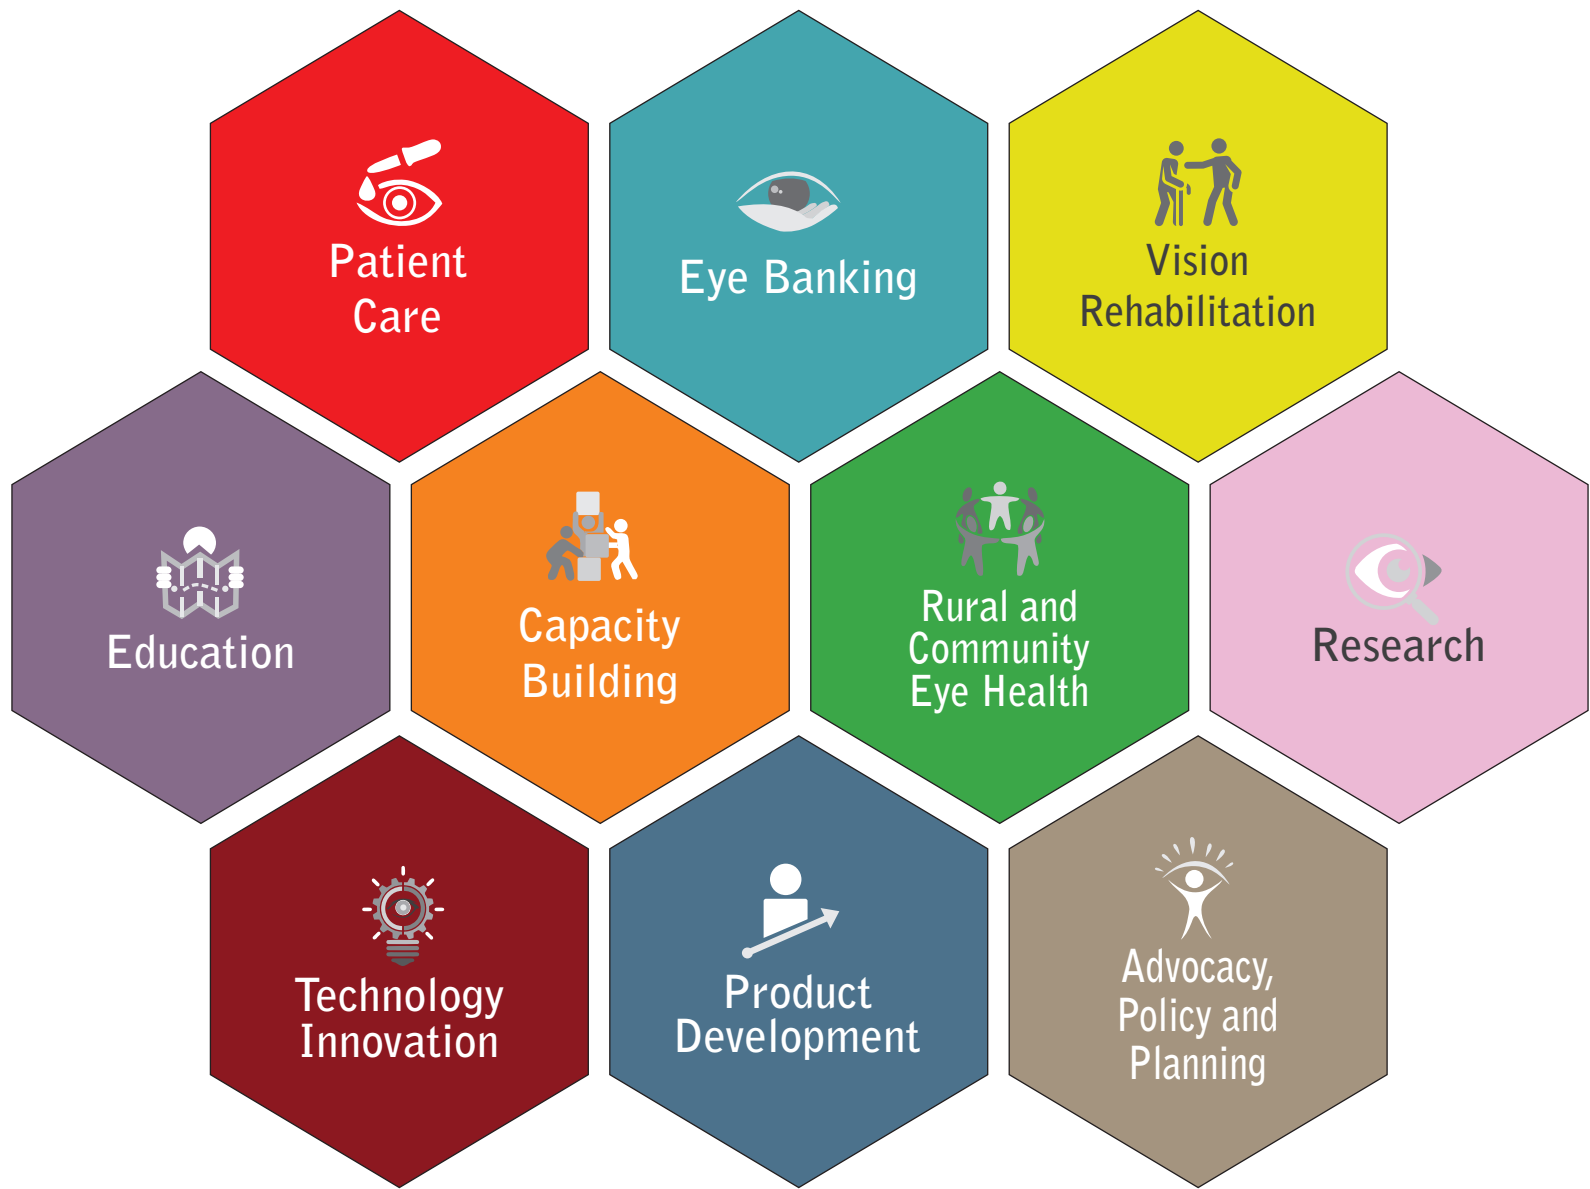 Patient
Care
Eye Banking
Vision
Rehabilitation
Education
Capacity
Building
Rural and
Community
Eye Health
Research
Technology
Innovation
Product
Development
Advocacy,
Policy and
Planning